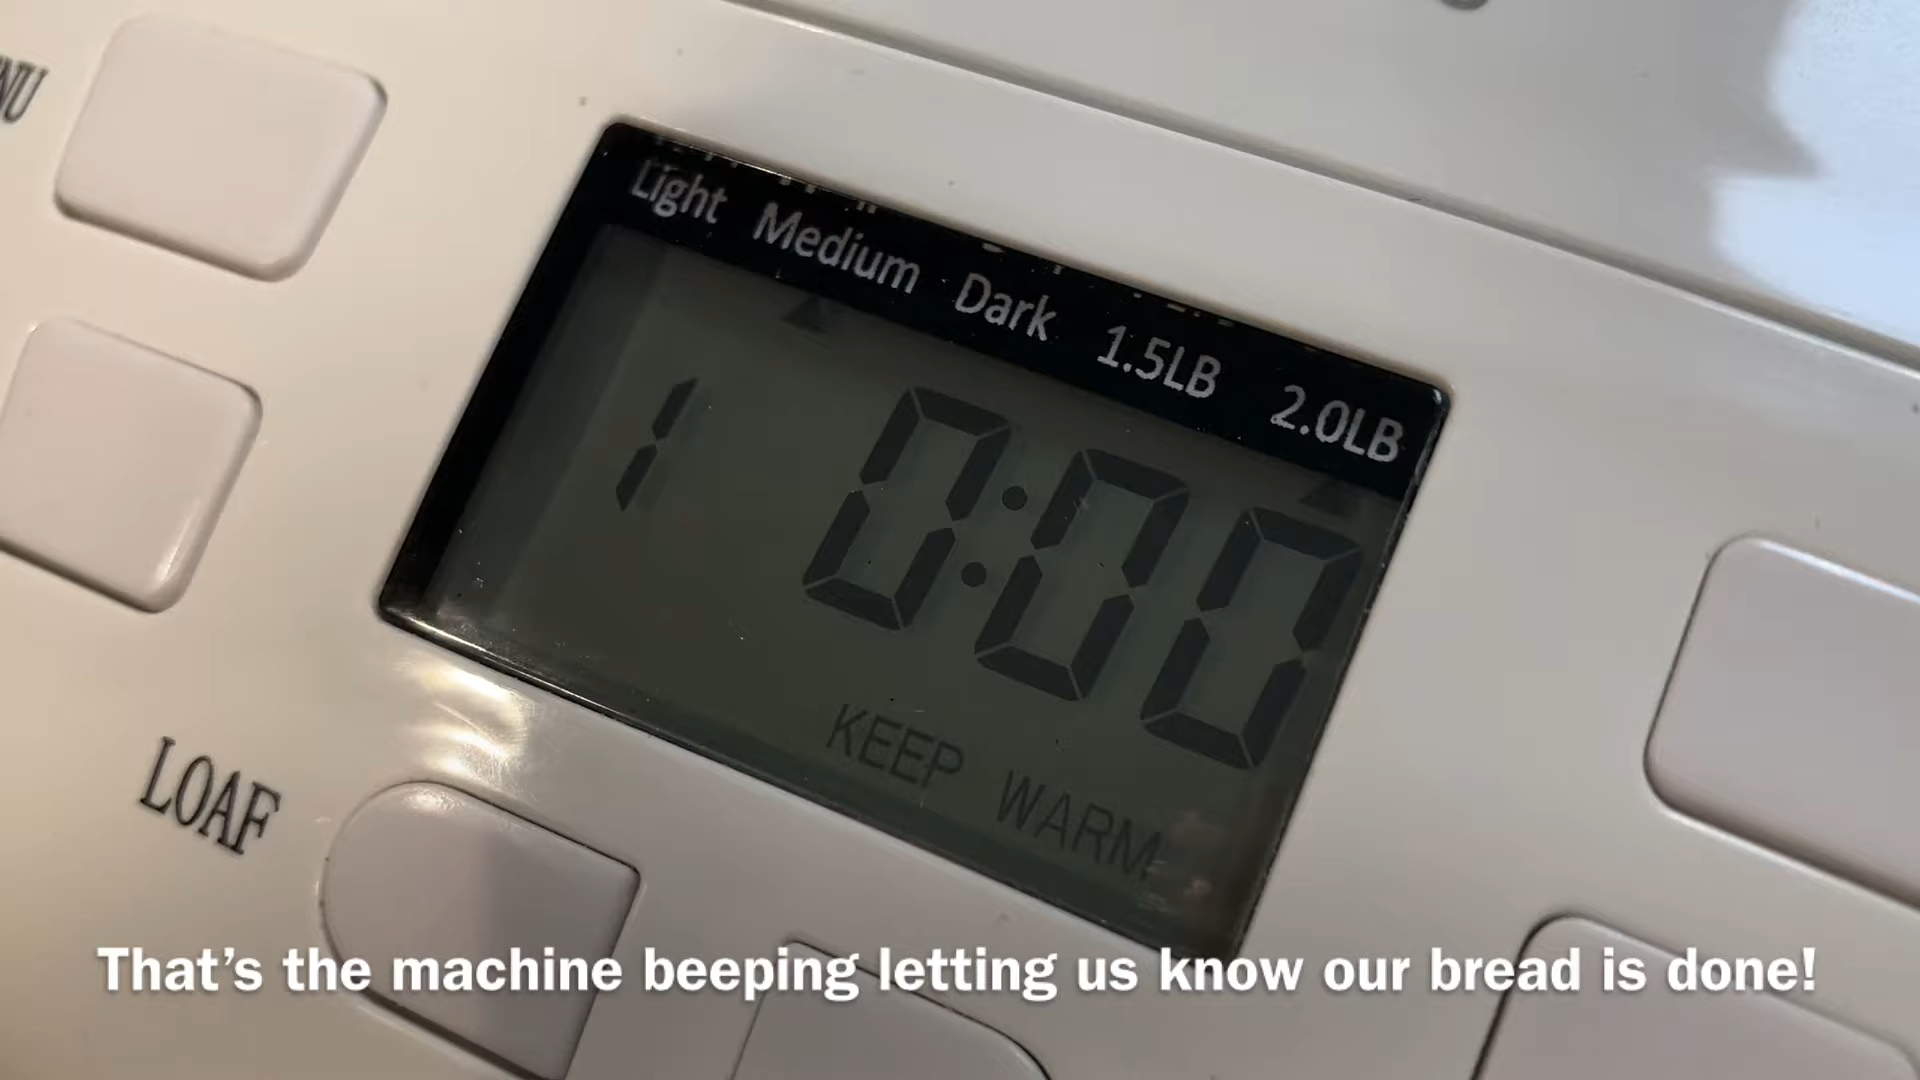 NU
Light Medium Dark 1.5LB 2.0LB
1 0:00
KEEP WARM
LOAF
That's the machine beeping letting us know our bread is done!